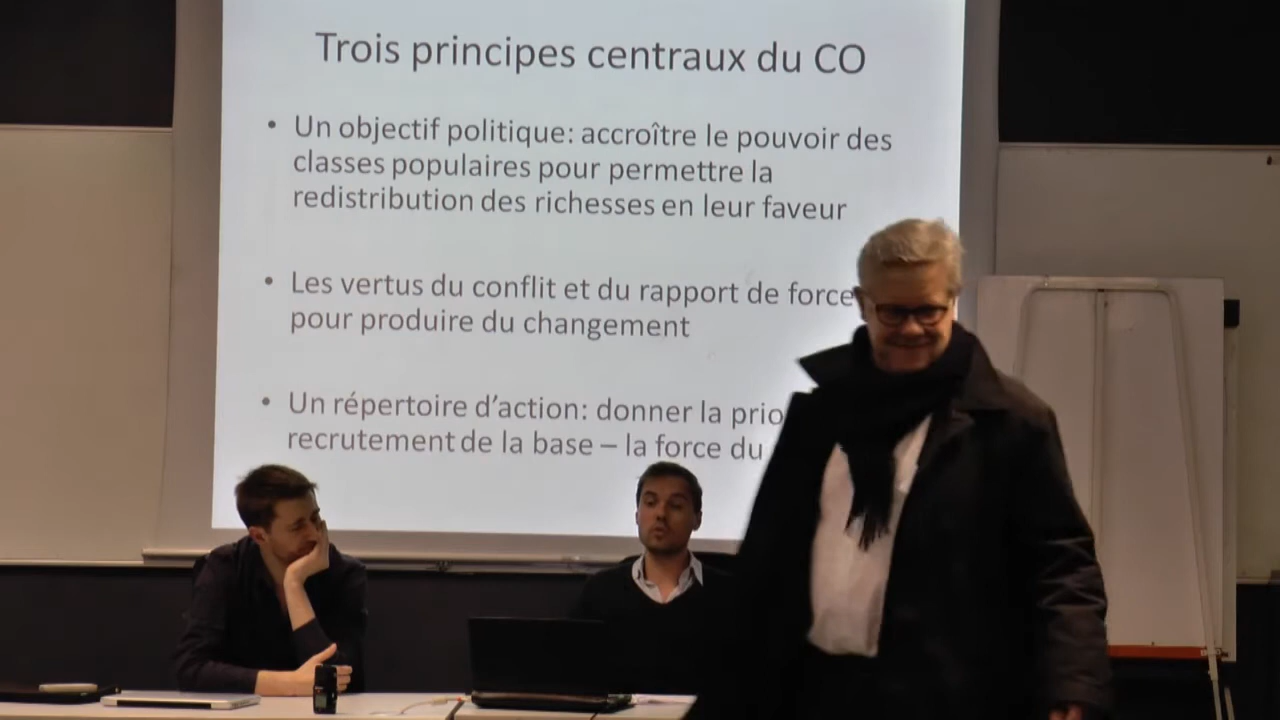 Trois principes centraux du CO
• Un objectif politique: accroître le pouvoir des
classes populaires pour permettre la
redistribution des richesses en leur faveur
• Les vertus du conflit et du rapport de force
pour produire du changement
• Un répertoire d’action: donner la
recrutement de la base – la force du